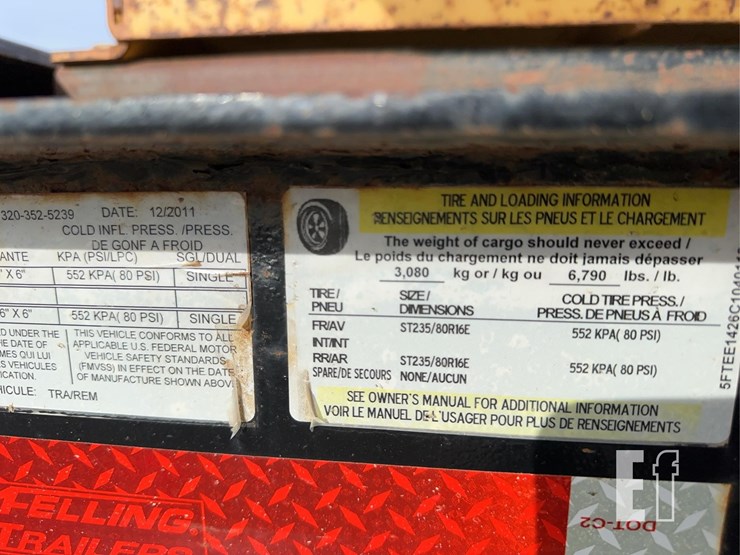 320-352-5239 DATE: 12/2011
COLD INFL. PRESS. /PRESS.
DE GONF A FROID
ANTE KPA (PSI/LPC) SGL/DUAL
" X 6" 552 KPA( 80 PSI) SINGLE
6" X 6" 552 KPA( 80 PSI) SINGLE
D UNDER THE
E DATE OF
MES QUI LUI
S VEHICLES
ICATION
THIS VEHICLE CONFORMS TO ALL
APPLICABLE U.S. FEDERAL MOTOR
VEHICLE SAFETY STANDARDS
(FMVSS) IN EFFECT ON THE DATE
OF MANUFACTURE SHOWN ABOVE
HICULE: TRA/REM
TIRE AND LOADING INFORMATION
RENSEIGNEMENTS SUR LES PNEUS ET LE CHARGEMENT
The weight of cargo should never exceed /
Le poids du chargement ne doit jamais dépasser
3,080 kg or / kg ou 6,790 lbs. / lb.
TIRE / PNEU SIZE / DIMENSIONS COLD TIRE PRESS./ PRESS. DE PNEUS À FROID
FR/AV ST235/80R16E 552 KPA( 80 PSI)
INT/INT
RR/AR ST235/80R16E 552 KPA( 80 PSI)
SPARE/DE SECOURS NONE/AUCUN
SEE OWNER'S MANUAL FOR ADDITIONAL INFORMATION
VOIR LE MANUEL DE L'USAGER POUR PLUS DE RENSEIGNEMENTS
FELLING
TRAILERS
Ef
DOT-C2